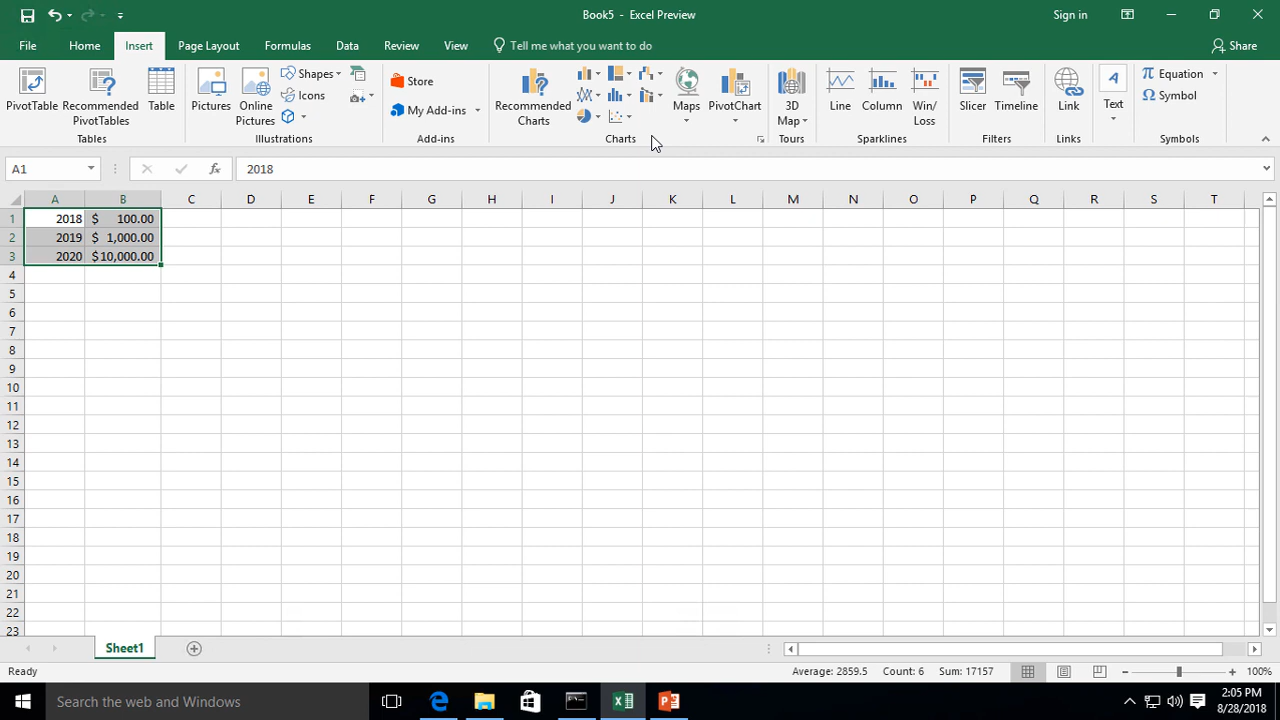 Book5 - Excel Preview
Sign in
File Home Insert Page Layout Formulas Data Review View Tell me what you want to do Share
PivotTable Recommended PivotTables Table
Tables
Pictures Online Pictures Shapes Icons
Illustrations
Store
My Add-ins
Add-ins
Recommended Charts Maps PivotChart
Charts
3D Map
Tours
Line Column Win/Loss
Sparklines
Slicer Timeline
Filters
Link
Links
A
Text
π Equation
Ω Symbol
Symbols
A1 fx 2018
A B C D E F G H I J K L M N O P Q R S T
1 2018 $ 100.00
2 2019 $ 1,000.00
3 2020 $10,000.00
4
5
6
7
8
9
10
11
12
13
14
15
16
17
18
19
20
21
22
23
Sheet1
Ready Average: 2859.5 Count: 6 Sum: 17157 100%
Search the web and Windows
2:05 PM
8/28/2018